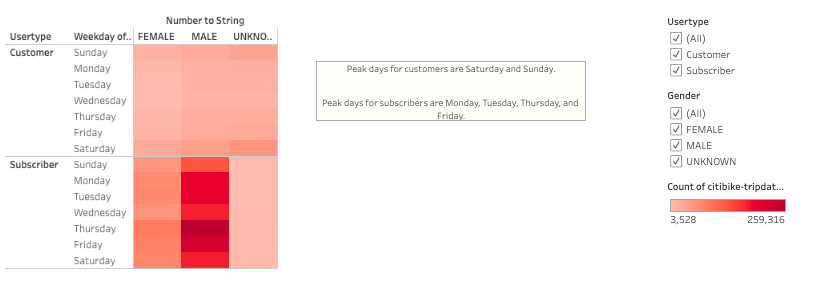 Number to String
Usertype Weekday of.. FEMALE MALE UNKNO..
Customer Sunday
Monday
Tuesday
Wednesday
Thursday
Friday
Saturday
Subscriber Sunday
Monday
Tuesday
Wednesday
Thursday
Friday
Saturday
Peak days for customers are Saturday and Sunday.
Peak days for subscribers are Monday, Tuesday, Thursday, and
Friday.
Usertype
(All)
Customer
Subscriber
Gender
(All)
FEMALE
MALE
UNKNOWN
Count of citibike-tripdat...
3,528 259,316